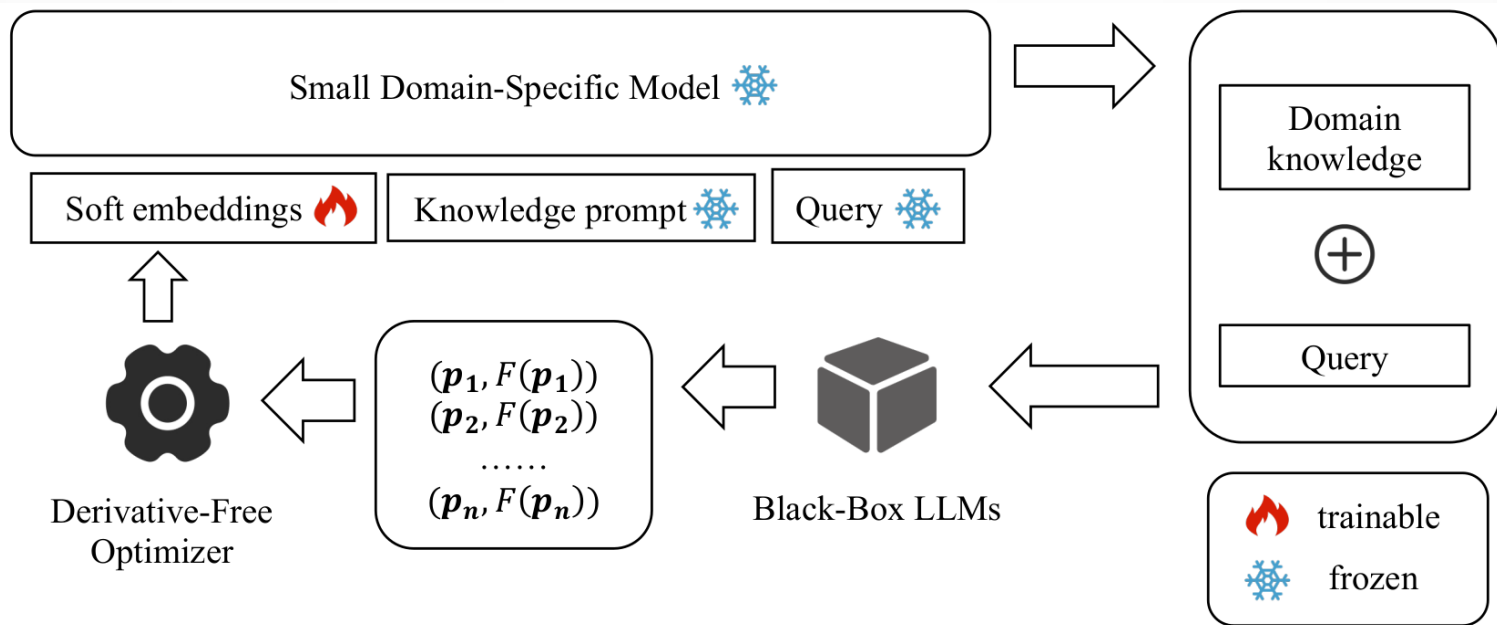 Small Domain-Specific Model
Soft embeddings
Knowledge prompt
Query
Domain
knowledge
Query
(p₁, F(p₁))
(p₂, F(p₂))
......
(pₙ, F(pₙ))
Derivative-Free
Optimizer
Black-Box LLMs
trainable
frozen